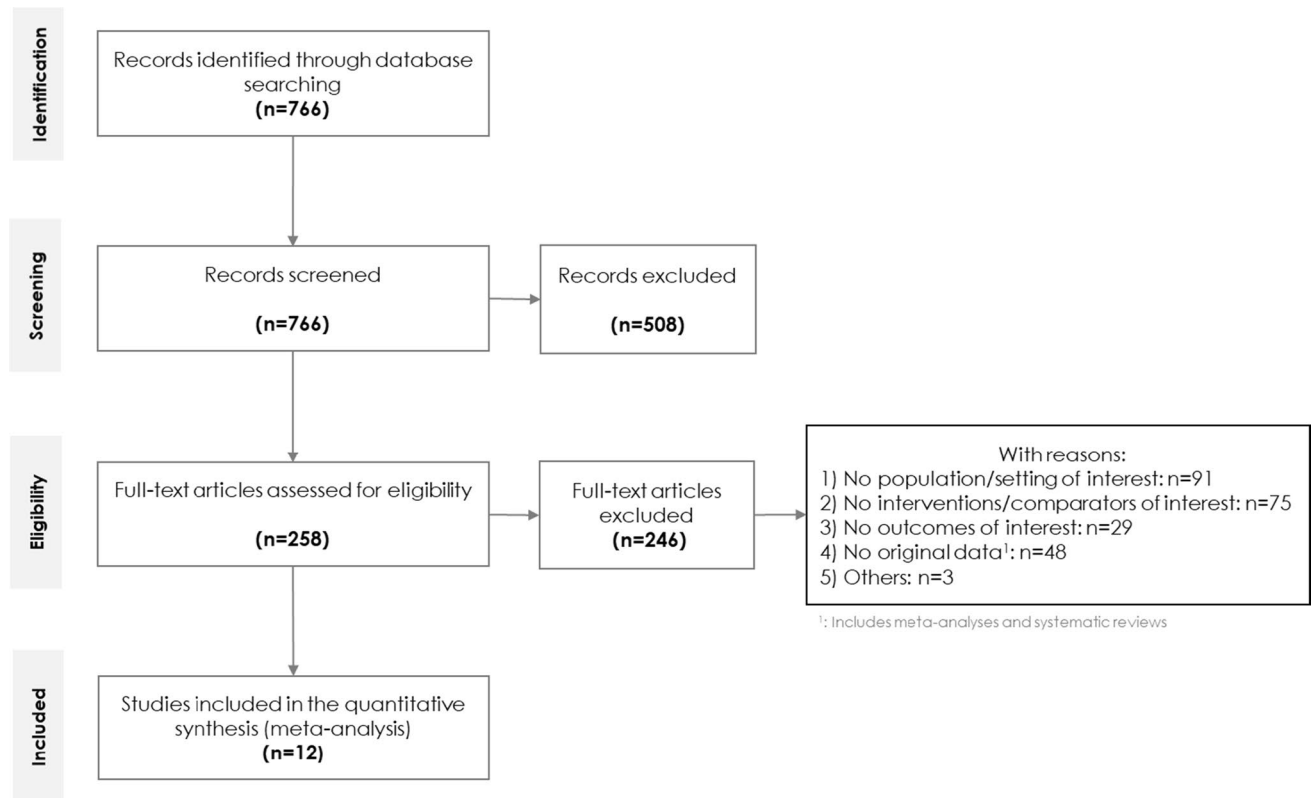 Identification
Records identified through database
searching
(n=766)
Screening
Records screened
(n=766)
Records excluded
(n=508)
Eligibility
Full-text articles assessed for eligibility
(n=258)
Full-text articles
excluded
(n=246)
With reasons:
1) No population/setting of interest: n=91
2) No interventions/comparators of interest: n=75
3) No outcomes of interest: n=29
4) No original data¹: n=48
5) Others: n=3
¹: Includes meta-analyses and systematic reviews
Included
Studies included in the quantitative
synthesis (meta-analysis)
(n=12)